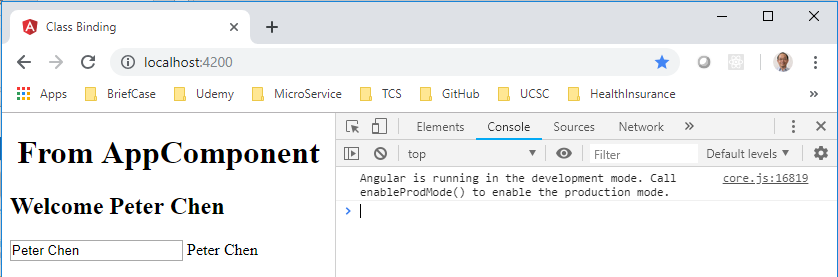 Class Binding
localhost:4200
Apps BriefCase Udemy MicroService TCS GitHub UCSC HealthInsurance »
Elements Console Sources Network »
top Filter Default levels
From AppComponent
Welcome Peter Chen
Peter Chen Peter Chen
Angular is running in the development mode. Call core.js:16819
enableProdMode() to enable the production mode.